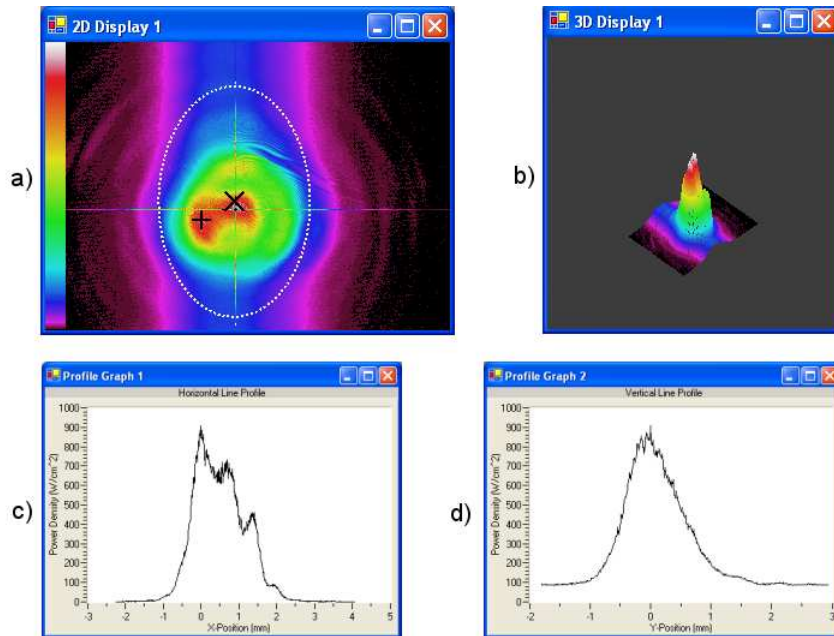 2D Display 1
3D Display 1
a)
b)
Profile Graph 1
Horizontal Line Profile
1000
900
800
700
600
500
400
300
200
100
0
Power Density (W/cm^2)
-3
-2
-1
0
1
2
3
4
5
X-Position (mm)
c)
Profile Graph 2
Vertical Line Profile
1000
900
800
700
600
500
400
300
200
100
0
Power Density (W/cm^2)
-2
-1
0
1
2
3
Y-Position (mm)
d)